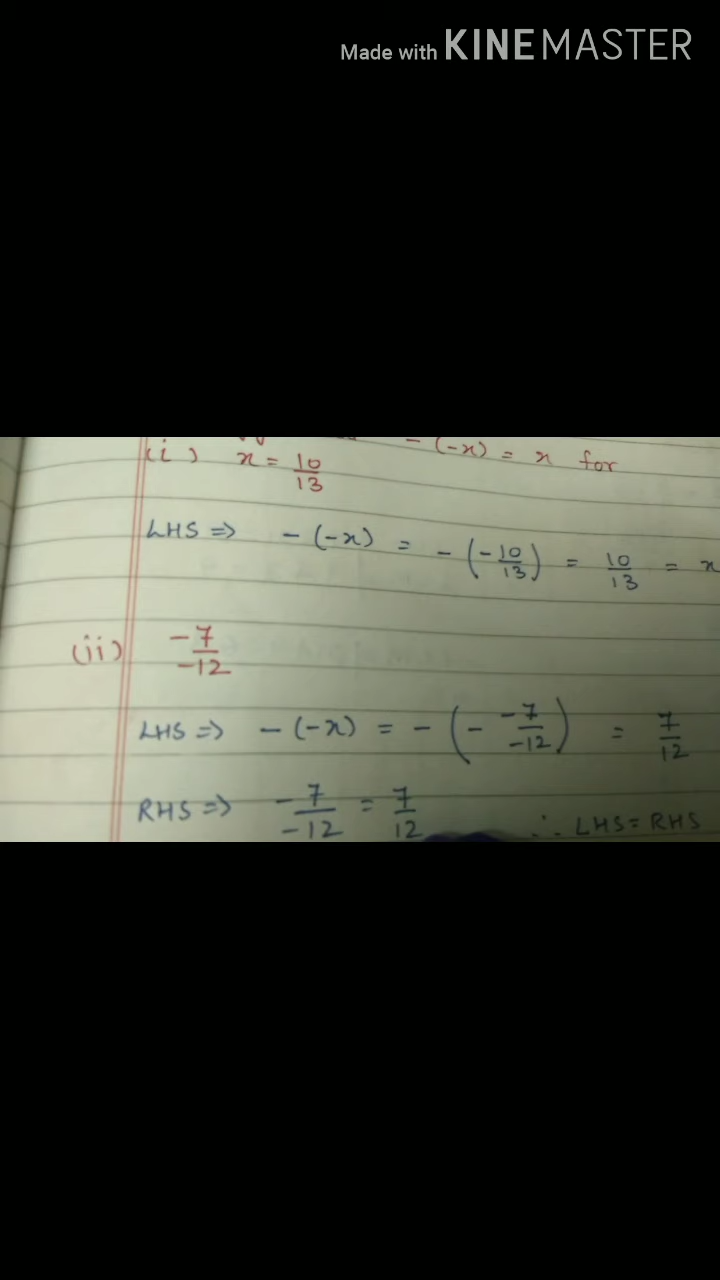 Made with KINEMASTER
-(-x) = x for
(i) x = 10/13
LHS ⇒ -(-x) = -(-10/13) = 10/13 = x
(ii) -7/-12
LHS ⇒ -(-x) = -(- -7/-12) = 7/12
RHS ⇒ -7/-12 = 7/12 ∴ LHS = RHS